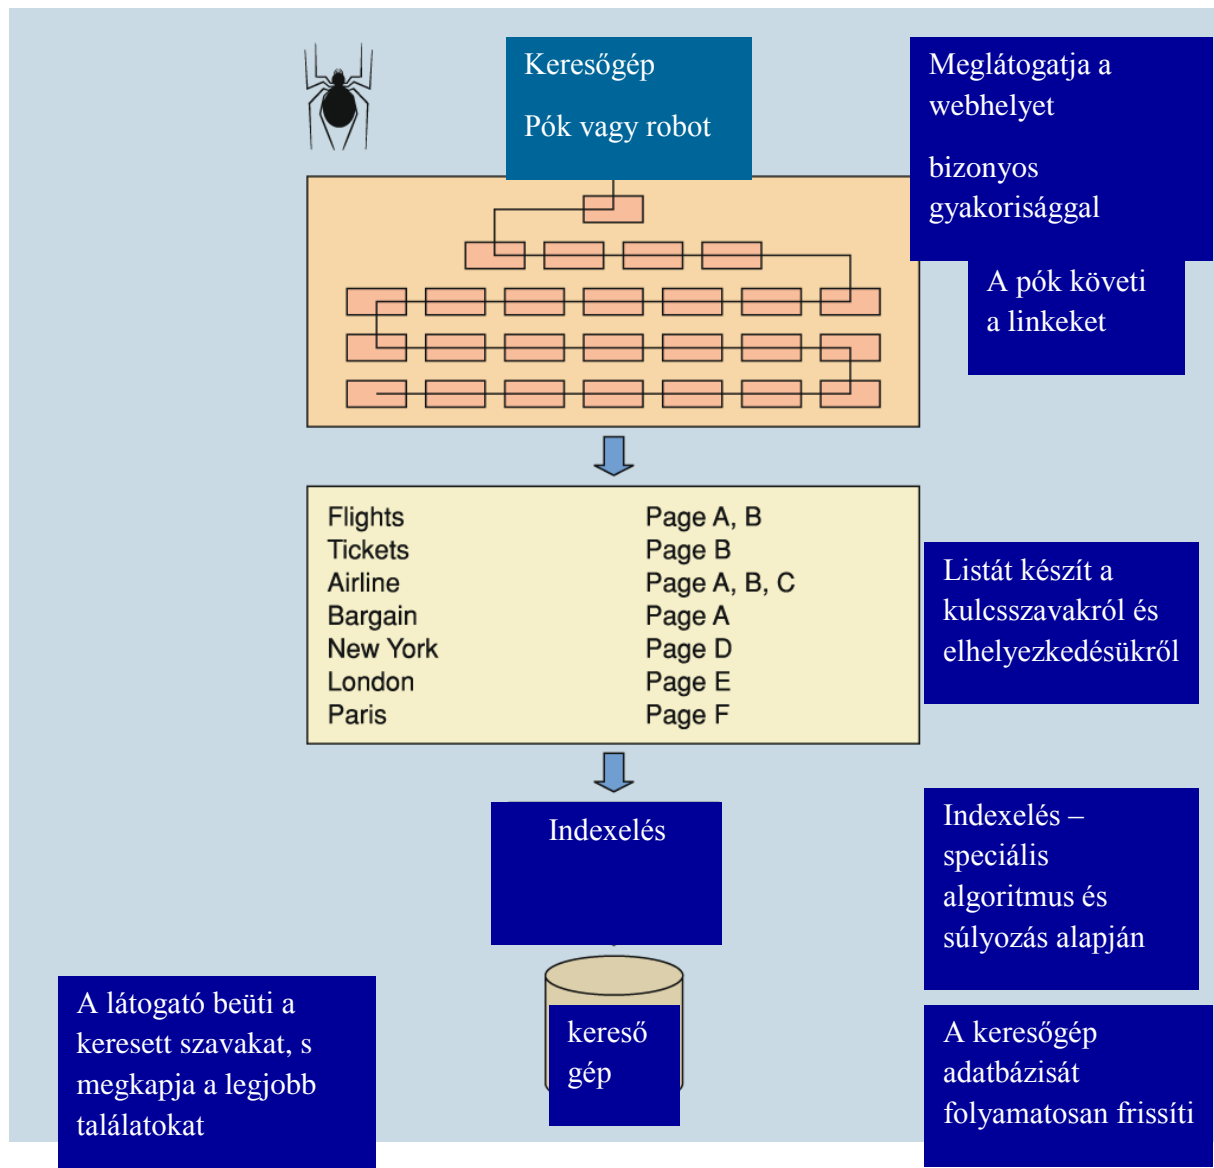 Keresőgép
Pók vagy robot
Meglátogatja a
webhelyet
bizonyos
gyakorisággal
A pók követi
a linkeket
Flights Page A, B
Tickets Page B
Airline Page A, B, C
Bargain Page A
New York Page D
London Page E
Paris Page F
Listát készít a
kulcsszavakról és
elhelyezkedésükről
Indexelés
Indexelés –
speciális
algoritmus és
súlyozás alapján
A látogató beüti a
keresett szavakat, s
megkapja a legjobb
találatokat
kereső
gép
A keresőgép
adatbázisát
folyamatosan frissíti